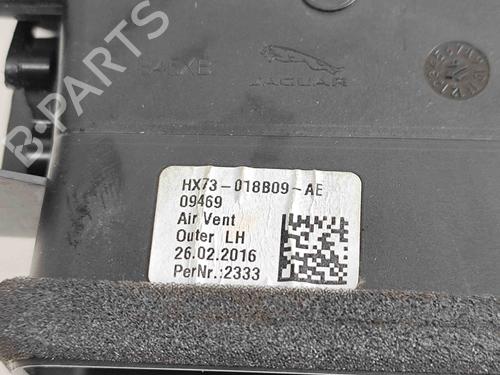 JAGUAR
B-PARTS
HX73-018B09-AE
09469
Air Vent
Outer LH
26.02.2016
PerNr.:2333